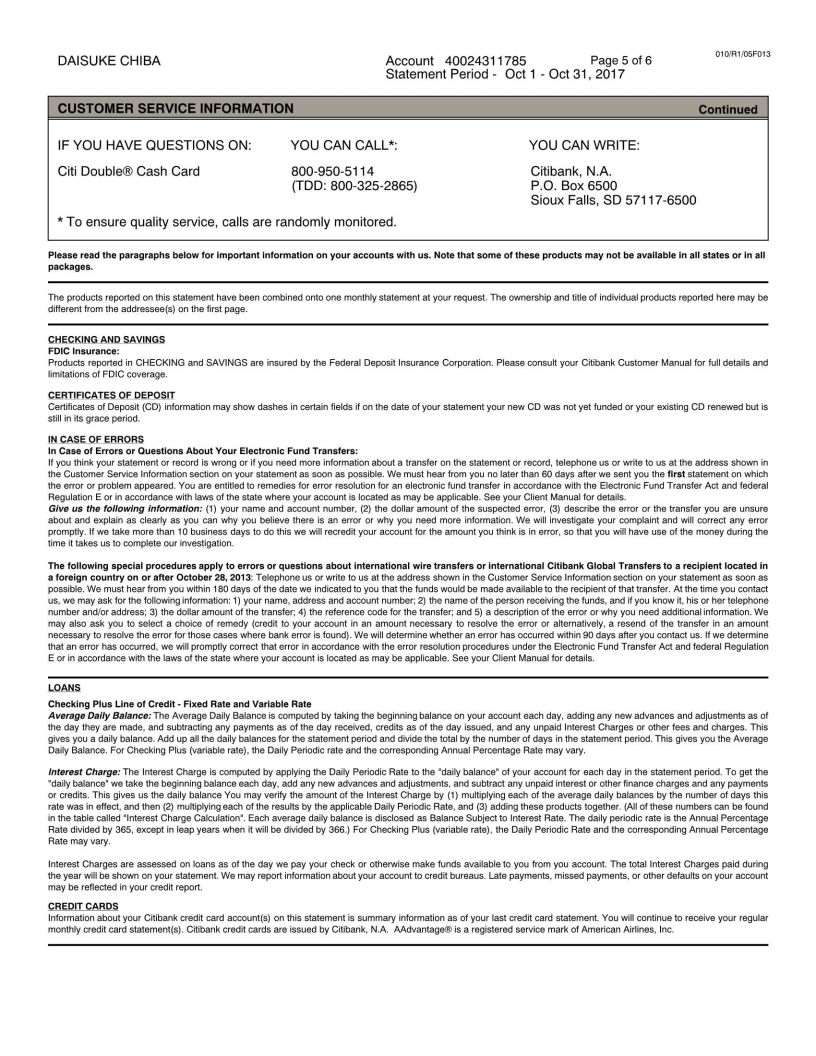 010/R1/05F013
DAISUKE CHIBA
Account 40024311785 Page 5 of 6
Statement Period - Oct 1 - Oct 31, 2017
CUSTOMER SERVICE INFORMATION Continued
IF YOU HAVE QUESTIONS ON: YOU CAN CALL*: YOU CAN WRITE:
Citi Double® Cash Card 800-950-5114 Citibank, N.A.
(TDD: 800-325-2865) P.O. Box 6500
Sioux Falls, SD 57117-6500
* To ensure quality service, calls are randomly monitored.
Please read the paragraphs below for important information on your accounts with us. Note that some of these products may not be available in all states or in all
packages.
The products reported on this statement have been combined onto one monthly statement at your request. The ownership and title of individual products reported here may be
different from the addressee(s) on the first page.
CHECKING AND SAVINGS
FDIC Insurance:
Products reported in CHECKING and SAVINGS are insured by the Federal Deposit Insurance Corporation. Please consult your Citibank Customer Manual for full details and
limitations of FDIC coverage.
CERTIFICATES OF DEPOSIT
Certificates of Deposit (CD) information may show dashes in certain fields if on the date of your statement your new CD was not yet funded or your existing CD renewed but is
still in its grace period.
IN CASE OF ERRORS
In Case of Errors or Questions About Your Electronic Fund Transfers:
If you think your statement or record is wrong or if you need more information about a transfer on the statement or record, telephone us or write to us at the address shown in
the Customer Service Information section on your statement as soon as possible. We must hear from you no later than 60 days after we sent you the first statement on which
the error or problem appeared. You are entitled to remedies for error resolution for an electronic fund transfer in accordance with the Electronic Fund Transfer Act and federal
Regulation E or in accordance with laws of the state where your account is located as may be applicable. See your Client Manual for details.
Give us the following information: (1) your name and account number, (2) the dollar amount of the suspected error, (3) describe the error or the transfer you are unsure
about and explain as clearly as you can why you believe there is an error or why you need more information. We will investigate your complaint and will correct any error
promptly. If we take more than 10 business days to do this we will recredit your account for the amount you think is in error, so that you will have use of the money during the
time it takes us to complete our investigation.
The following special procedures apply to errors or questions about international wire transfers or international Citibank Global Transfers to a recipient located in
a foreign country on or after October 28, 2013: Telephone us or write to us at the address shown in the Customer Service Information section on your statement as soon as
possible. We must hear from you within 180 days of the date we indicated to you that the funds would be made available to the recipient of that transfer. At the time you contact
us, we may ask for the following information: 1) your name, address and account number; 2) the name of the person receiving the funds, and if you know it, his or her telephone
number and/or address; 3) the dollar amount of the transfer; 4) the reference code for the transfer; and 5) a description of the error or why you need additional information. We
may also ask you to select a choice of remedy (credit to your account in an amount necessary to resolve the error or alternatively, a resend of the transfer in an amount
necessary to resolve the error for those cases where bank error is found). We will determine whether an error has occurred within 90 days after you contact us. If we determine
that an error has occurred, we will promptly correct that error in accordance with the error resolution procedures under the Electronic Fund Transfer Act and federal Regulation
E or in accordance with the laws of the state where your account is located as may be applicable. See your Client Manual for details.
LOANS
Checking Plus Line of Credit - Fixed Rate and Variable Rate
Average Daily Balance: The Average Daily Balance is computed by taking the beginning balance on your account each day, adding any new advances and adjustments as of
the day they are made, and subtracting any payments as of the day received, credits as of the day issued, and any unpaid Interest Charges or other fees and charges. This
gives you a daily balance. Add up all the daily balances for the statement period and divide the total by the number of days in the statement period. This gives you the Average
Daily Balance. For Checking Plus (variable rate), the Daily Periodic rate and the corresponding Annual Percentage Rate may vary.
Interest Charge: The Interest Charge is computed by applying the Daily Periodic Rate to the "daily balance" of your account for each day in the statement period. To get the
"daily balance" we take the beginning balance each day, add any new advances and adjustments, and subtract any unpaid interest or other finance charges and any payments
or credits. This gives us the daily balance You may verify the amount of the Interest Charge by (1) multiplying each of the average daily balances by the number of days this
rate was in effect, and then (2) multiplying each of the results by the applicable Daily Periodic Rate, and (3) adding these products together. (All of these numbers can be found
in the table called "Interest Charge Calculation". Each average daily balance is disclosed as Balance Subject to Interest Rate. The daily periodic rate is the Annual Percentage
Rate divided by 365, except in leap years when it will be divided by 366.) For Checking Plus (variable rate), the Daily Periodic Rate and the corresponding Annual Percentage
Rate may vary.
Interest Charges are assessed on loans as of the day we pay your check or otherwise make funds available to you from you account. The total Interest Charges paid during
the year will be shown on your statement. We may report information about your account to credit bureaus. Late payments, missed payments, or other defaults on your account
may be reflected in your credit report.
CREDIT CARDS
Information about your Citibank credit card account(s) on this statement is summary information as of your last credit card statement. You will continue to receive your regular
monthly credit card statement(s). Citibank credit cards are issued by Citibank, N.A. AAdvantage® is a registered service mark of American Airlines, Inc.